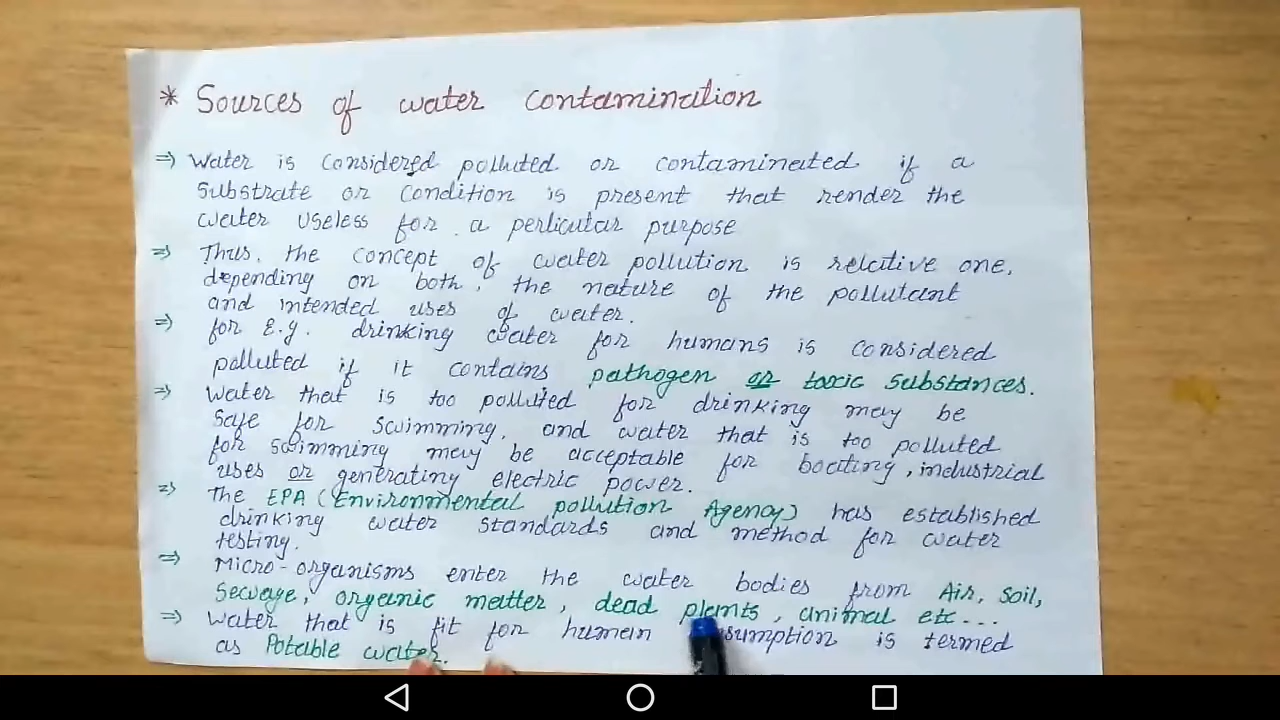 * Sources of water contamination
⇒ Water is considered polluted or contaminated if a
substrate or condition is present that render the
water useless for a perticular purpose
⇒ Thus, the concept of water pollution is relative one,
depending on both, the nature of the pollutant
and intended uses of water.
⇒ for E.g. drinking water for humans is considered
polluted if it contains pathogen or toxic substances.
⇒ Water that is too polluted for drinking may be
safe for swimming, and water that is too polluted
for swimming may be acceptable for boating, industrial
uses or genetrating electric power.
⇒ The EPA (Environmental pollution Agency) has established
drinking water standards and method for water
testing.
⇒ Micro-organisms enter the water bodies from Air, Soil,
Sewage, organic matter, dead plants, animal etc...
⇒ Water that is fit for human sumption is termed
as Potable water.